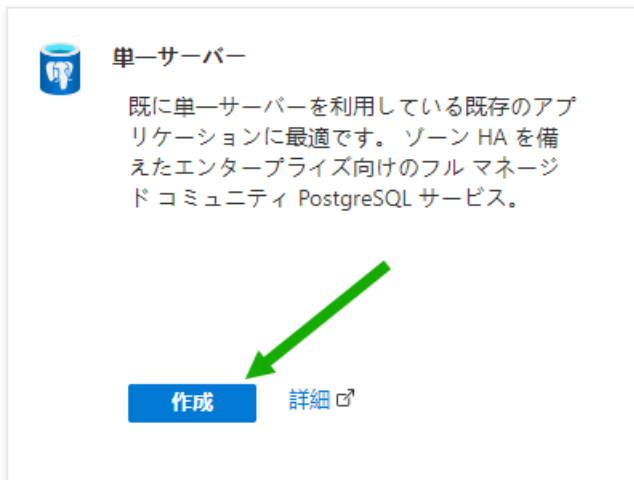 単一サーバー
既に単一サーバーを利用している既存のアプ
リケーションに最適です。 ゾーン HA を備
えたエンタープライズ向けのフル マネージ
ド コミュニティ PostgreSQL サービス。
作成 詳細